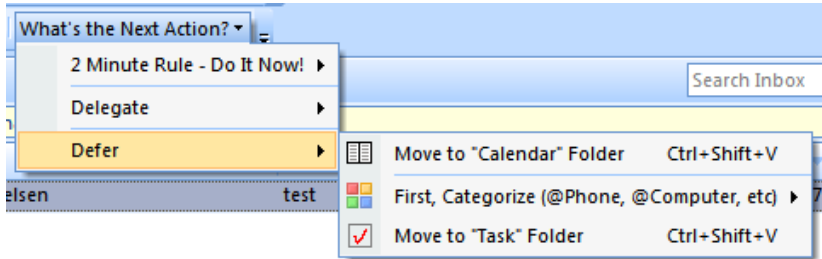 What's the Next Action?
2 Minute Rule - Do It Now!
Search Inbox
Delegate
Defer
Move to "Calendar" Folder Ctrl+Shift+V
elsen test
First, Categorize (@Phone, @Computer, etc) 7
Move to "Task" Folder Ctrl+Shift+V